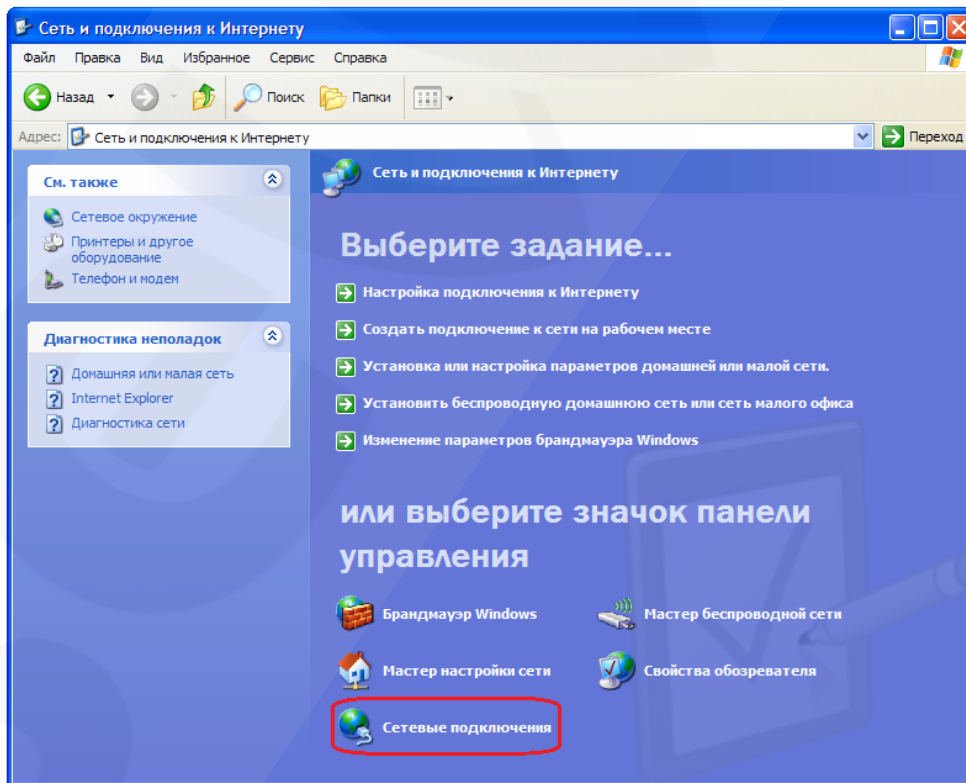 Сеть и подключения к Интернету
Файл Правка Вид Избранное Сервис Справка
Назад Поиск Папки
Адрес: Сеть и подключения к Интернету Переход
См. также
Сетевое окружение
Принтеры и другое
оборудование
Телефон и модем
Диагностика неполадок
Домашняя или малая сеть
Internet Explorer
Диагностика сети
Сеть и подключения к Интернету
Выберите задание...
Настройка подключения к Интернету
Создать подключение к сети на рабочем месте
Установка или настройка параметров домашней или малой сети.
Установить беспроводную домашнюю сеть или сеть малого офиса
Изменение параметров брандмауэра Windows
или выберите значок панели
управления
Брандмауэр Windows Мастер беспроводной сети
Мастер настройки сети Свойства обозревателя
Сетевые подключения